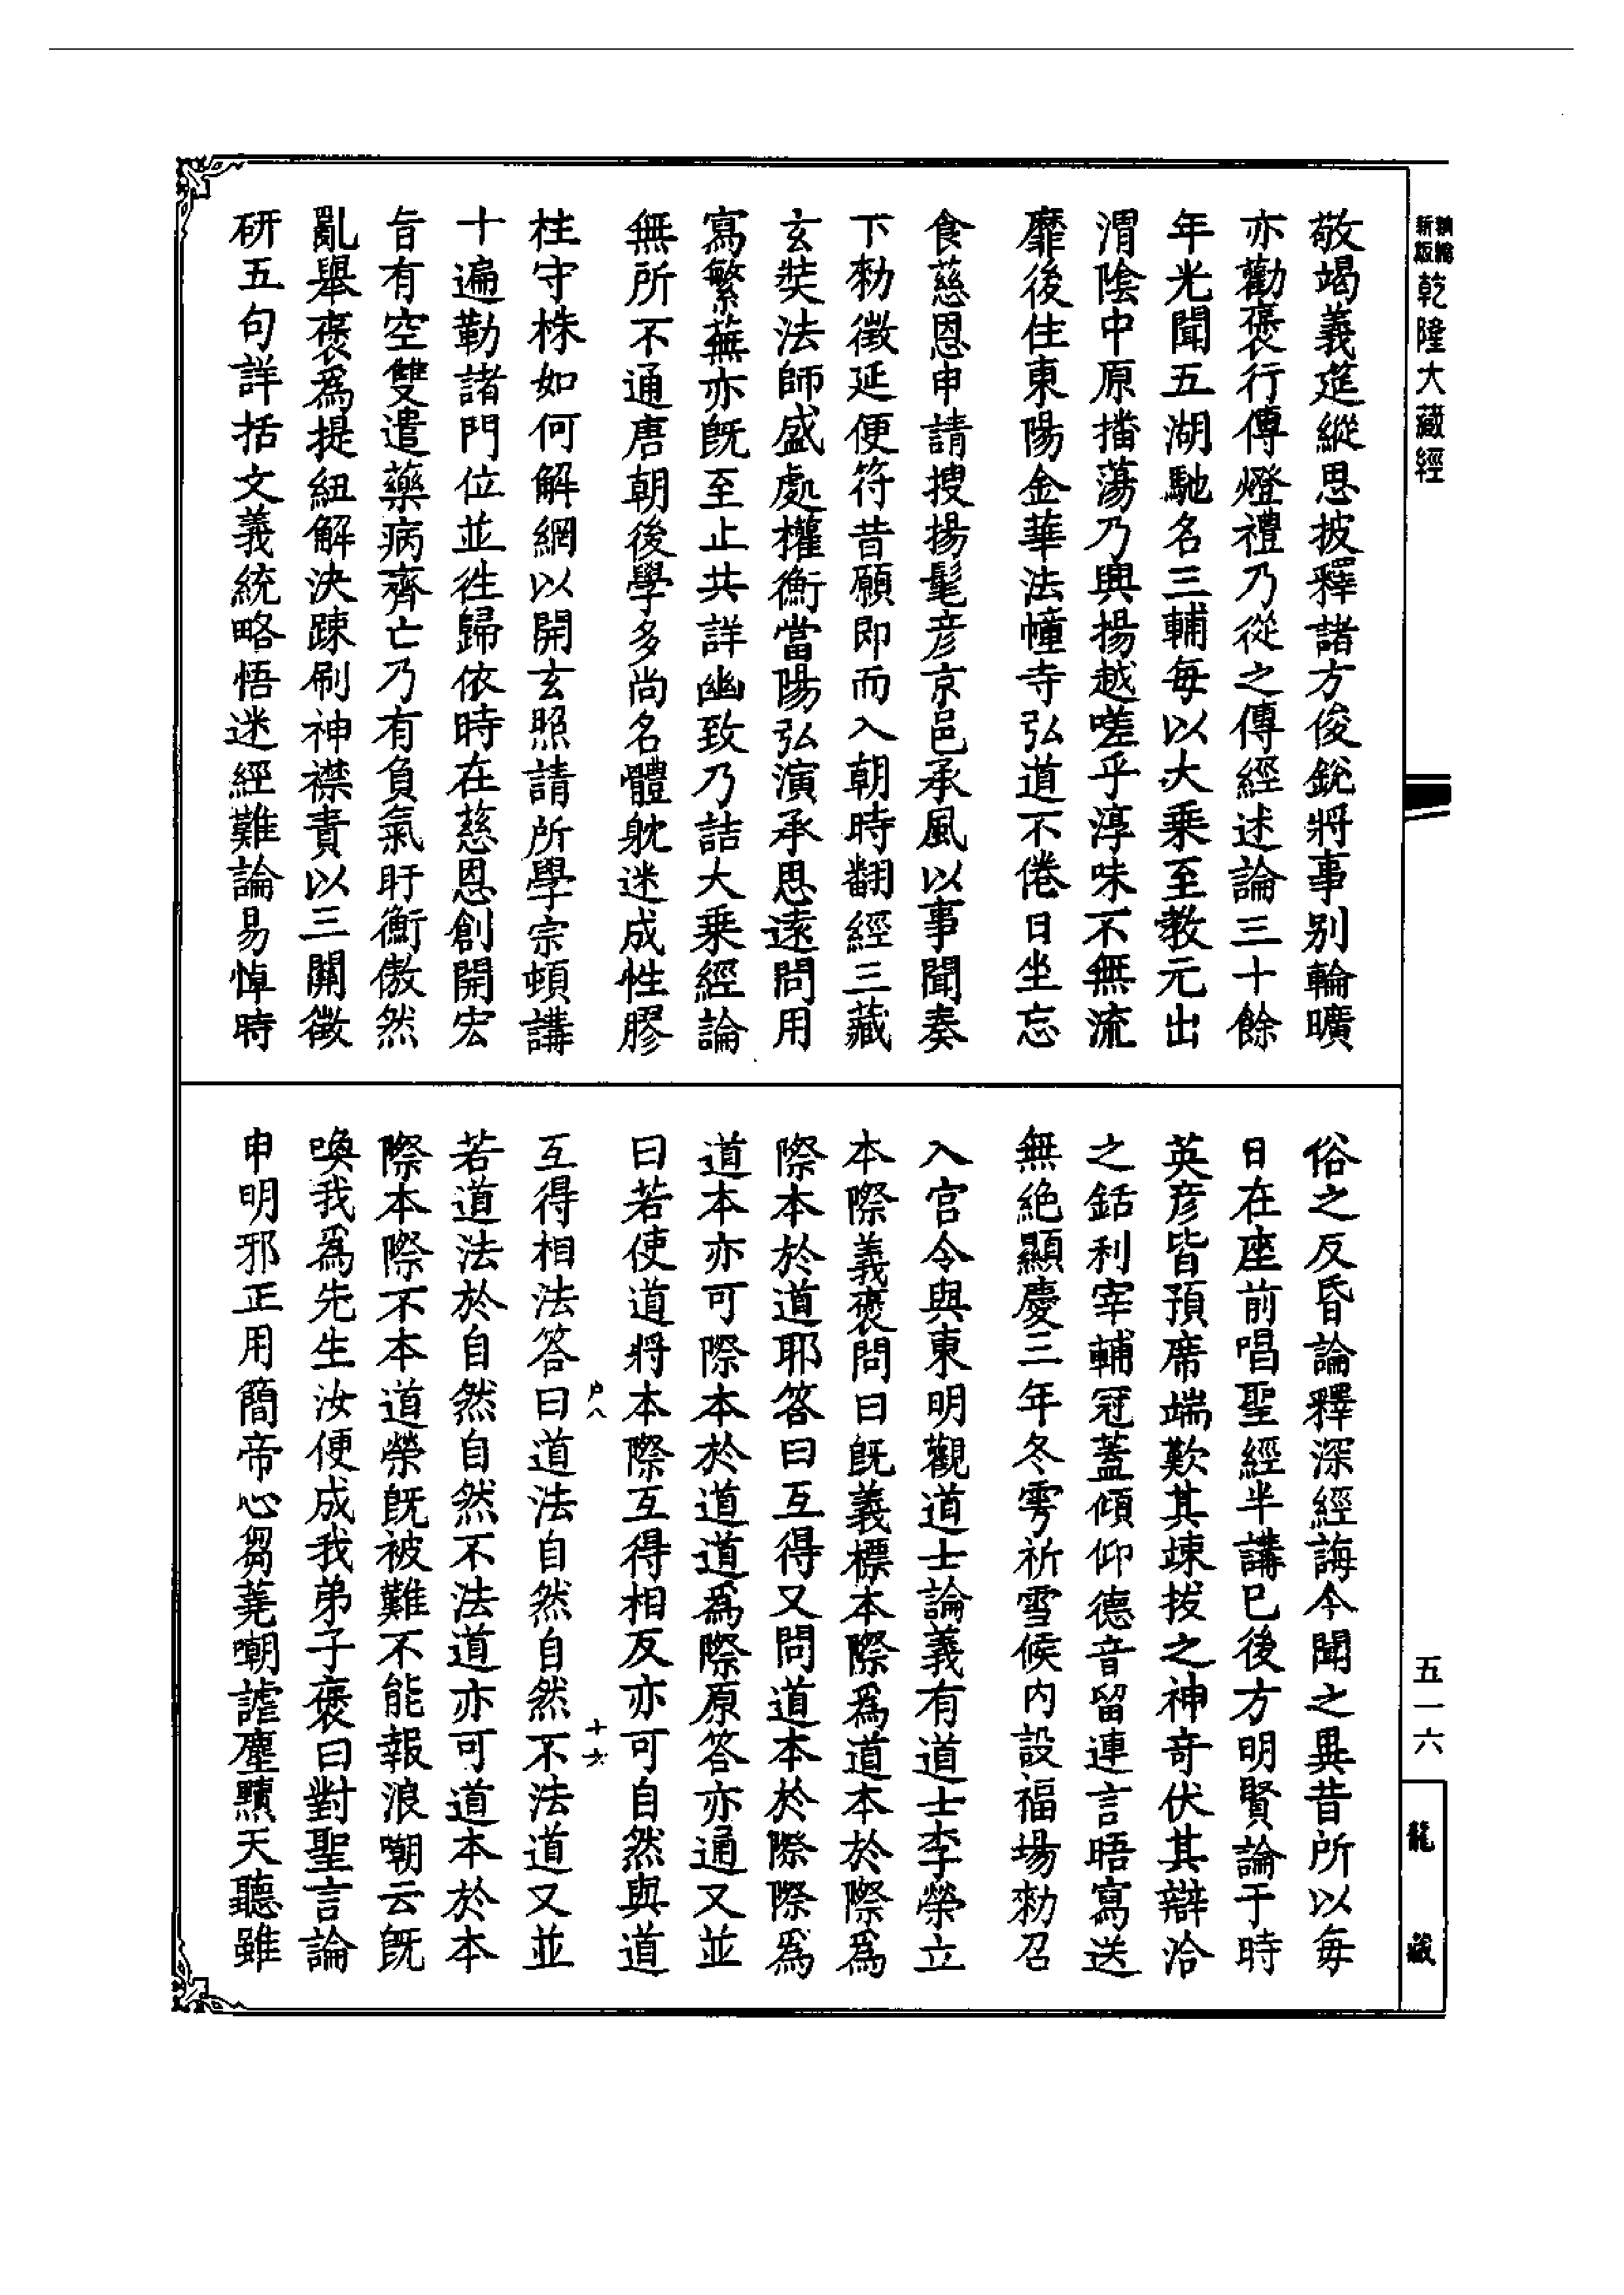 新版
乾隆大藏經
敬竭義筵縱思披釋諸方俊銳將事别輪曠
亦勸褒行傳燈禮乃從之傳經述論三十餘
年光聞五湖馳名三輔每以大乘至教元出
渭陰中原播蕩乃興揚越嗟乎淳味不無流
靡後住東陽金華法幢寺弘道不倦日坐忘
食慈恩申請搜揚髦彦京邑承風以事聞奏
下勑徵延便符昔願即而入朝時翻經三藏
玄奘法師盛處權衡當陽弘演承思遠問用
寫繁蕪亦旣至止共詳幽致乃詰大乘經論
無所不通唐朝後學多尚名體躭迷成性膠
柱守株如何解網以開玄照請所學宗頓講
十遍勒諸門位並往歸依時在慈恩創開宏
旨有空雙遣藥病齊亡乃有負氣盱衡傲然
亂舉褒爲提紐解決踈刷神襟責以三關徵
研五句詳括文義統略悟迷經難論易悼時
俗之反昏論釋深經誨今聞之異昔所以每
日在座前唱聖經半講已後方明賢論于時
英彦皆預席端歎其竦拔之神奇伏其辯洽
之銛利宰輔冠蓋傾仰德音留連言晤寫送
無絶顯慶三年冬雩祈雪候内設福場勑召
入宫令與東明觀道士論義有道士李榮立
本際義褒問曰旣義標本際爲道本於際爲
際本於道耶答曰互得又問道本於際際爲
道本亦可際本於道道爲際原答亦通又並
曰若使道將本際互得相反亦可自然與道
户八
十六
互得相法答曰道法自然自然不法道又並
若道法於自然自然不法道亦可道本於本
際本際不本道榮旣被難不能報浪嘲云旣
喚我爲先生汝便成我弟子褒曰對聖言論
申明邪正用簡帝心芻蕘嘲謔塵黷天聽雖
五一六
龍藏